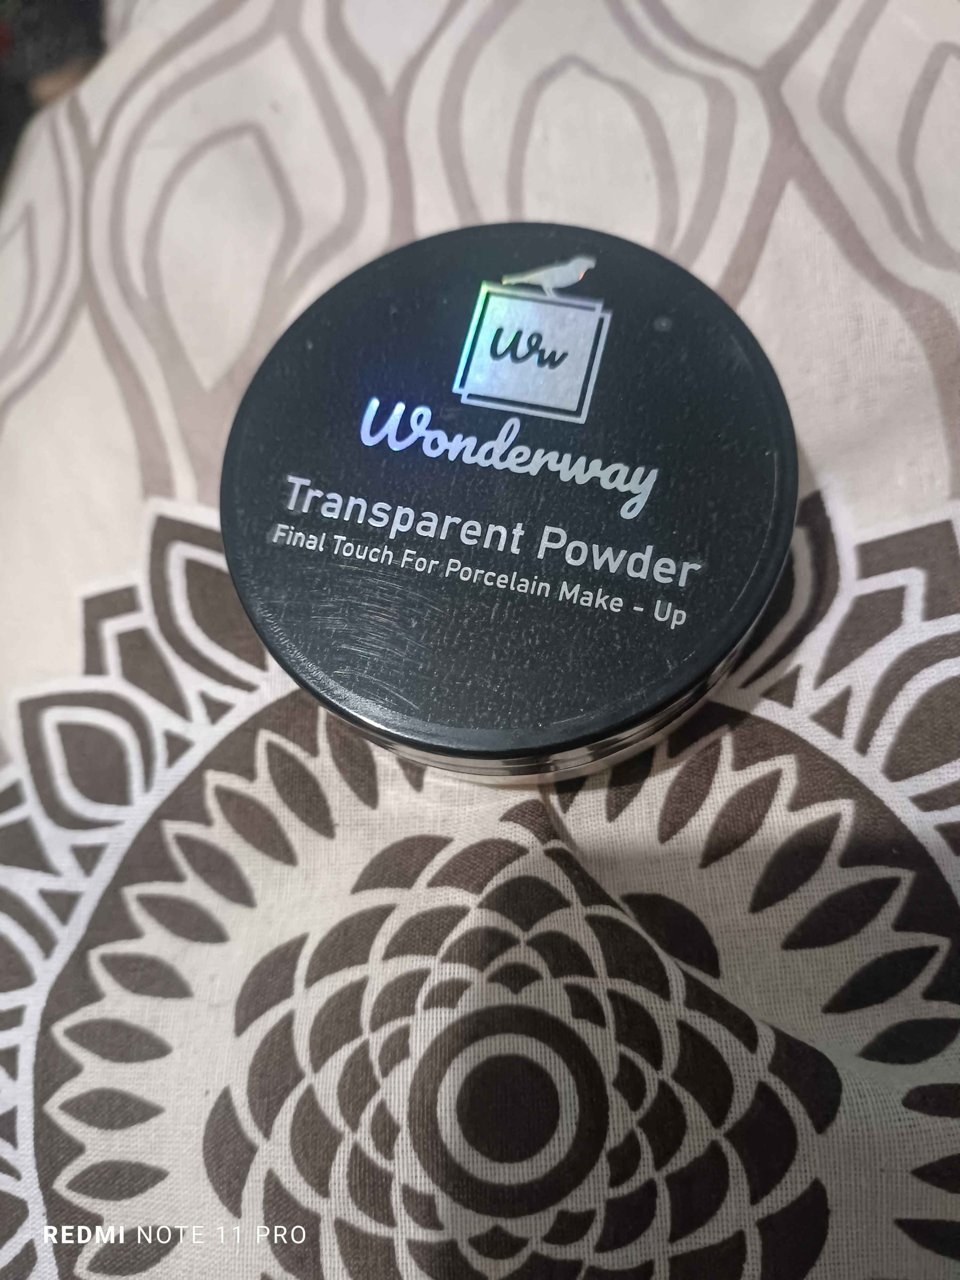 Ww
Wonderway
Transparent Powder
Final Touch For Porcelain Make - Up
REDMI NOTE 11 PRO